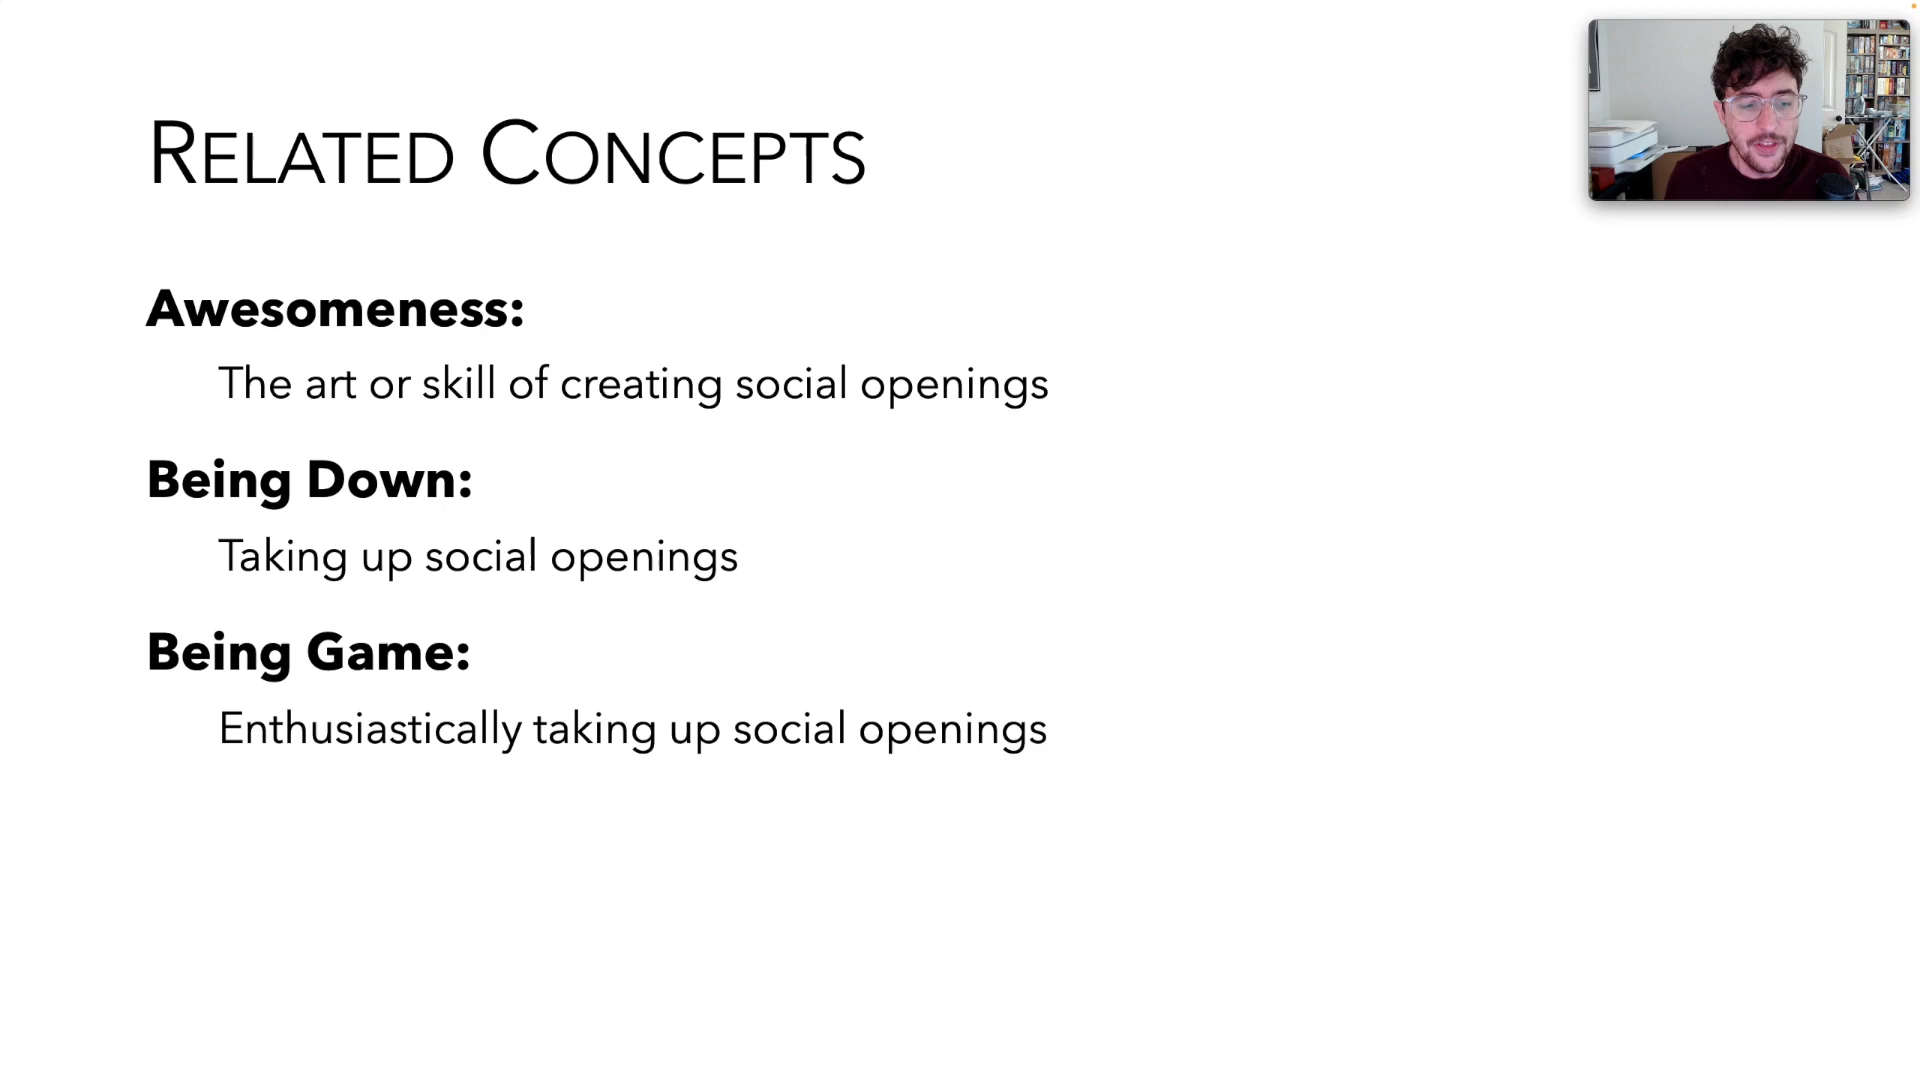 RELATED CONCEPTS
Awesomeness:
The art or skill of creating social openings
Being Down:
Taking up social openings
Being Game:
Enthusiastically taking up social openings